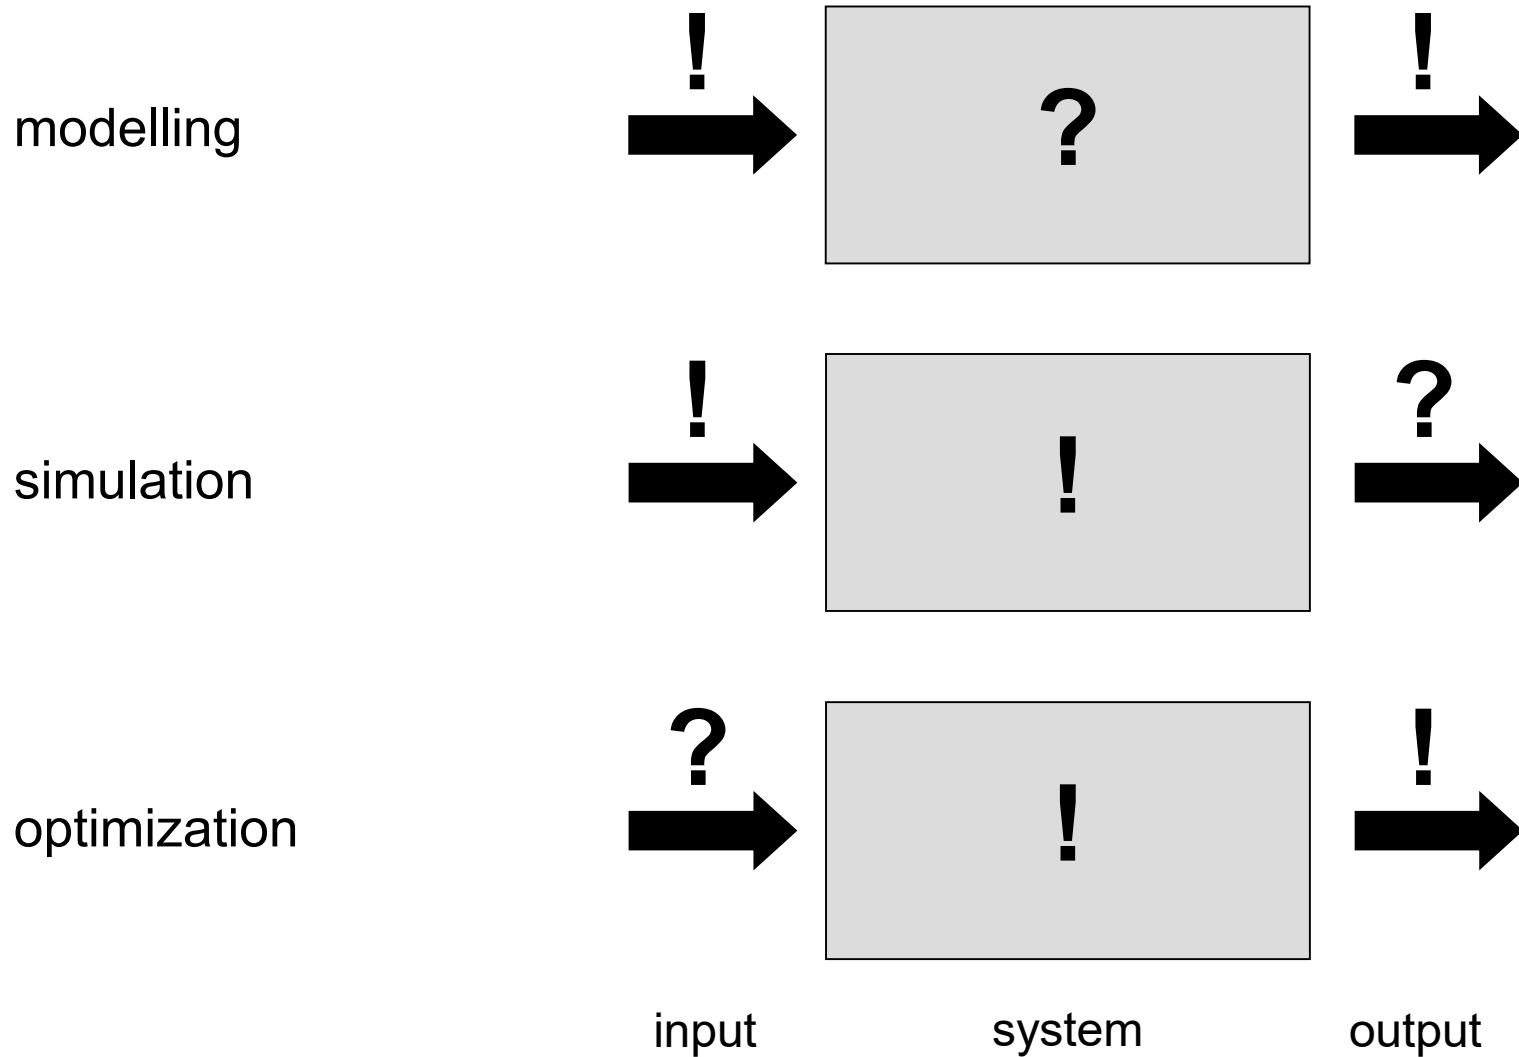 ! !
modelling ?
! ?
simulation !
? !
optimization !
input system output